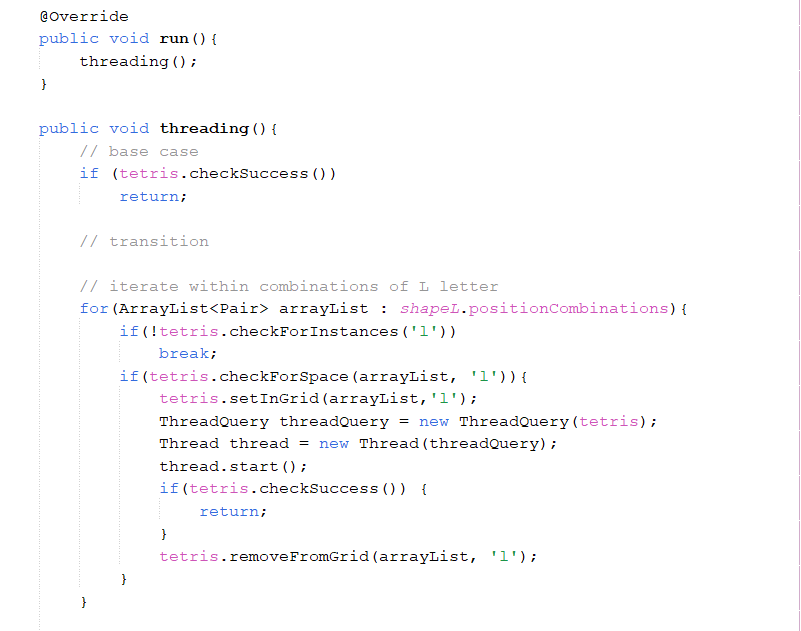 @Override
public void run(){
threading();
}
public void threading(){
// base case
if (tetris.checkSuccess())
return;
// transition
// iterate within combinations of L letter
for(ArrayList<Pair> arrayList : shapeL.positionCombinations){
if(!tetris.checkForInstances('l'))
break;
if(tetris.checkForSpace(arrayList, 'l')){
tetris.setInGrid(arrayList,'l');
ThreadQuery threadQuery = new ThreadQuery(tetris);
Thread thread = new Thread(threadQuery);
thread.start();
if(tetris.checkSuccess()) {
return;
}
tetris.removeFromGrid(arrayList, 'l');
}
}